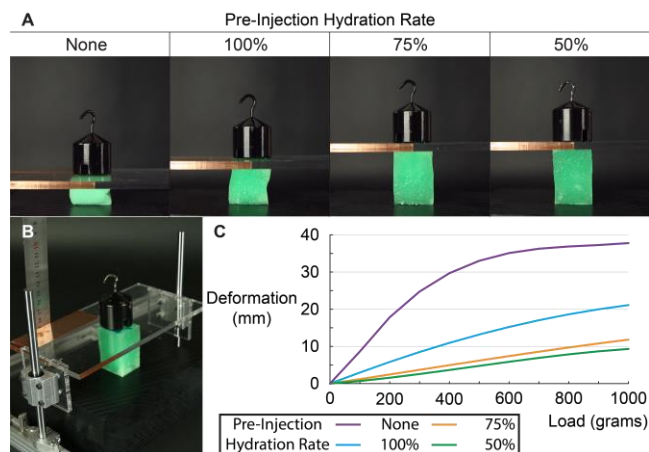 A Pre-Injection Hydration Rate
None 100% 75% 50%
B
C
Deformation
(mm)
40
30
20
10
0
0 200 400 600 800 1000
Load (grams)
Pre-Injection None 75%
Hydration Rate 100% 50%